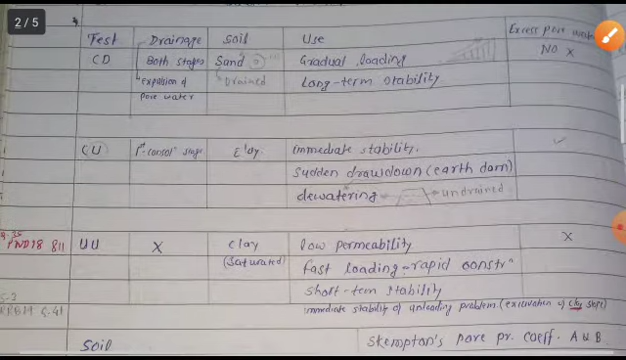 2/5
Test Drainage Soil Use Excess pore water
CD Both stages Sand Gradual loading NO X
expulsion of Drained Long-term stability
pore water
CU Ist consol n stage Clay immediate stability.
sudden drawdown (earth dam)
dewatering undrained
UU X clay low permeability X
(saturated) fast loading = rapid constr n
short-term stability
immediate stability of unloading problem (excavation of clay slope)
Soil Skempton's pore pr. coeff. A & B